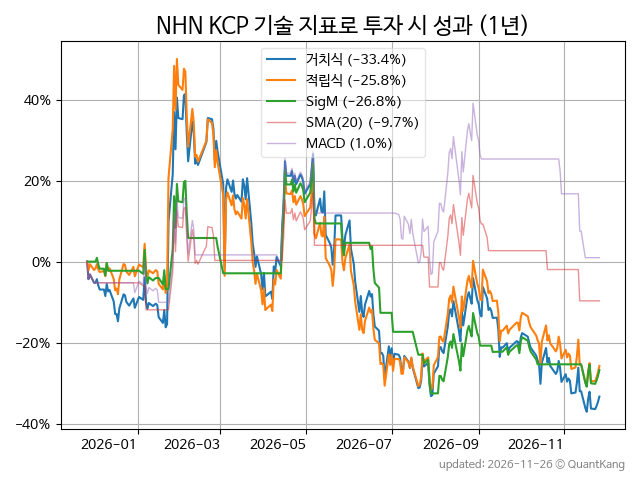 NHN KCP 기술 지표로 투자 시 성과 (1년)
거치식 (−33.4%)
적립식 (−25.8%)
SigM (−26.8%)
SMA(20) (−9.7%)
MACD (1.0%)
40%
20%
0%
−20%
−40%
2026-01 2026-03 2026-05 2026-07 2026-09 2026-11
updated: 2026-11-26 © QuantKang